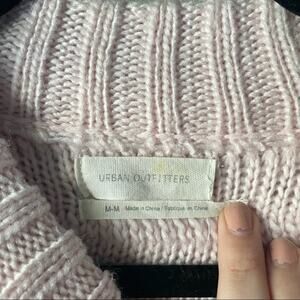 URBAN OUTFITTERS
M-M Made in China / Fabriqué en Chine